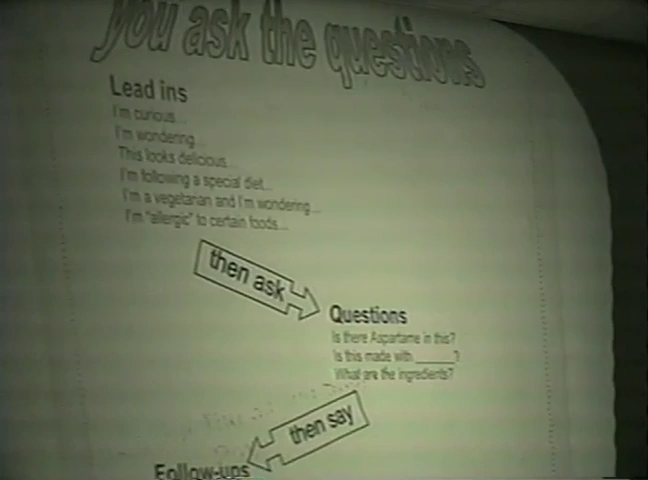 you ask the questions
Lead ins
I'm curious...
I'm wondering...
This looks delicious...
I'm following a special diet...
I'm a vegetarian and I'm wondering...
I'm "allergic" to certain foods...
then ask
Questions
Is there Aspartame in this?
Is this made with ______?
What are the ingredients?
then say
Follow-ups